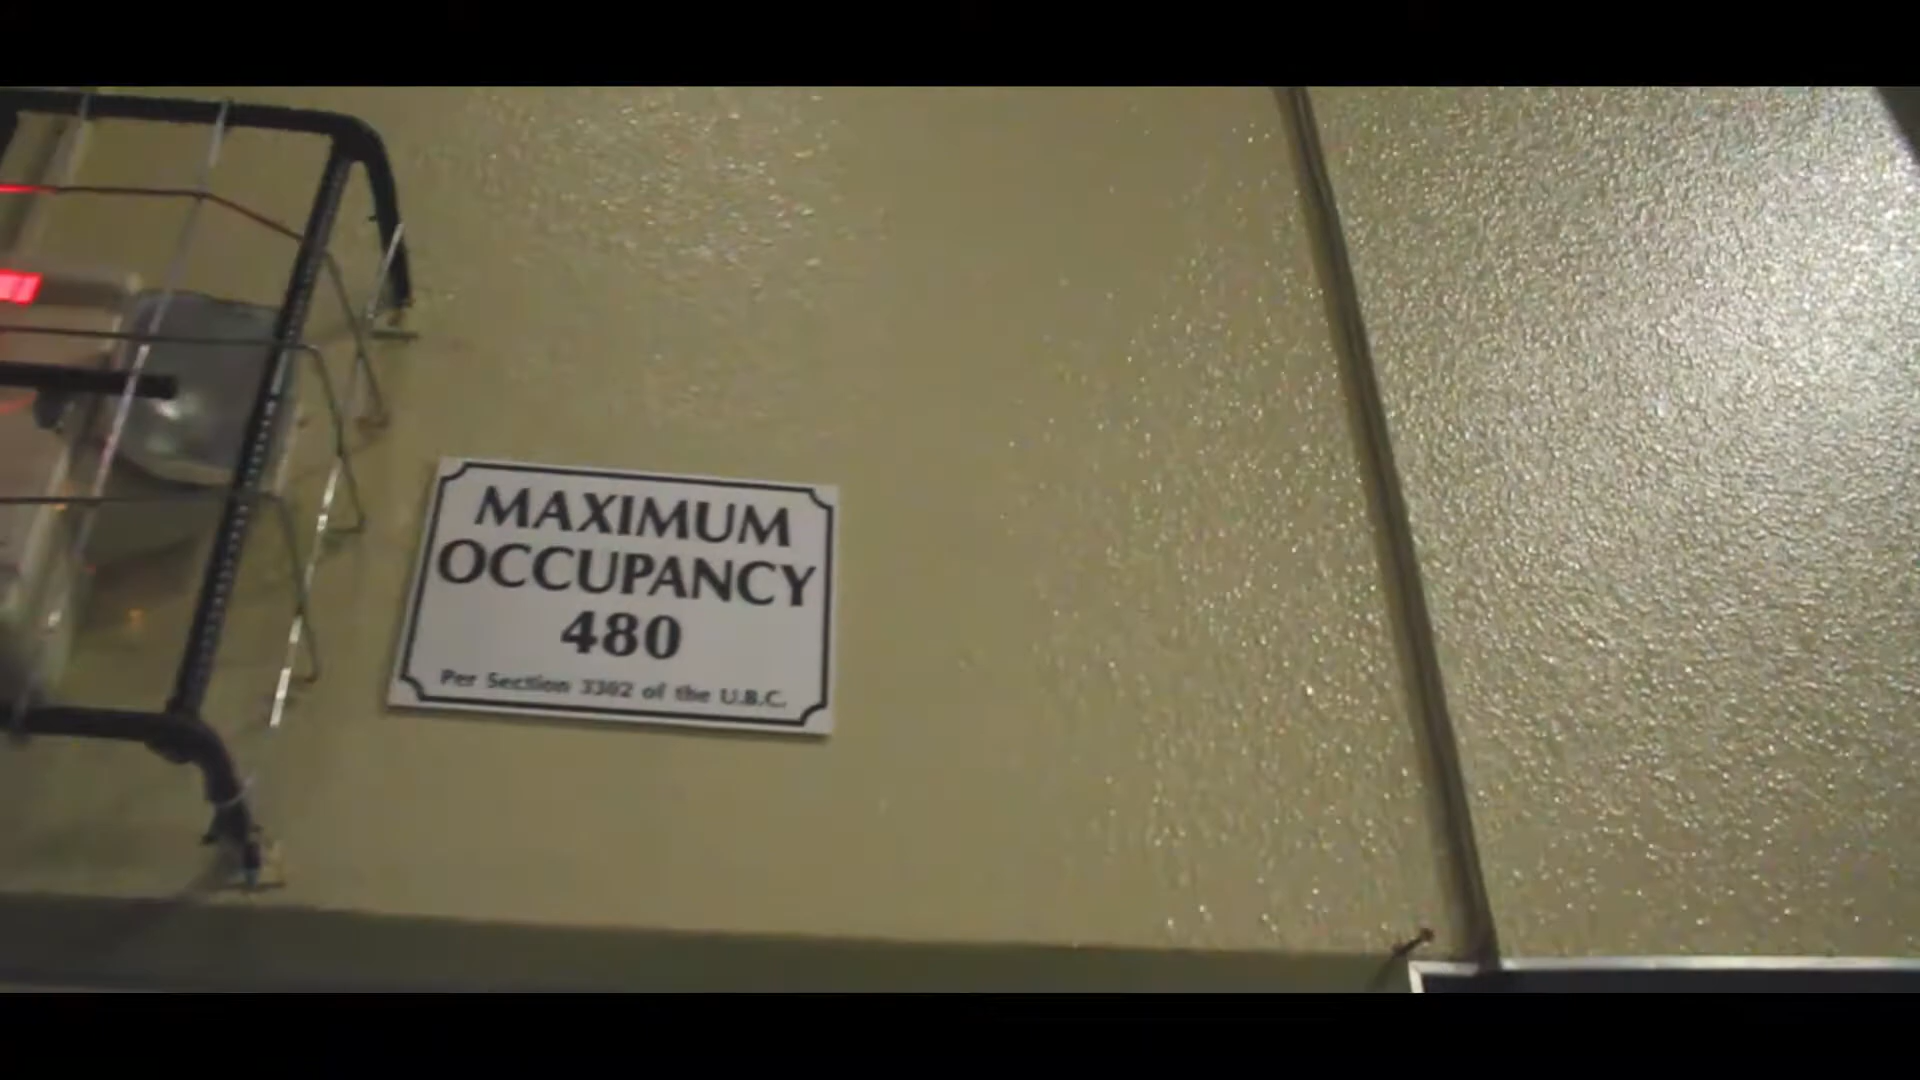 MAXIMUM
OCCUPANCY
480
Per Section 3302 of the U.B.C.